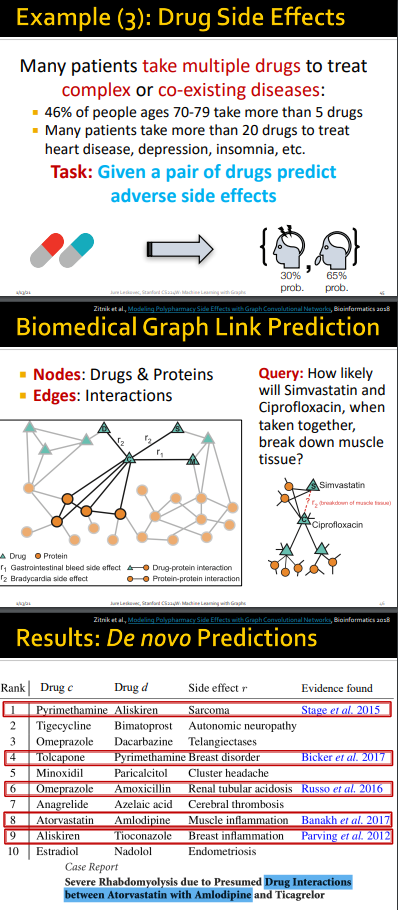 Example (3): Drug Side Effects
Many patients take multiple drugs to treat
complex or co-existing diseases:
46% of people ages 70-79 take more than 5 drugs
Many patients take more than 20 drugs to treat
heart disease, depression, insomnia, etc.
Task: Given a pair of drugs predict
adverse side effects
30%
prob.
65%
prob.
Jure Leskovec, Stanford CS224W: Machine Learning with Graphs
45
Zitnik et al., Modeling Polypharmacy Side Effects with Graph Convolutional Networks, Bioinformatics 2018
Biomedical Graph Link Prediction
Nodes: Drugs & Proteins
Edges: Interactions
Query: How likely
will Simvastatin and
Ciprofloxacin, when
taken together,
break down muscle
tissue?
D
S
r2
r2
r1
C
M
Drug
Protein
r1 Gastrointestinal bleed side effect
r2 Bradycardia side effect
Drug-protein interaction
Protein-protein interaction
S
Simvastatin
? r2 (breakdown of muscle tissue)
C
Ciprofloxacin
Jure Leskovec, Stanford CS224W: Machine Learning with Graphs
46
Zitnik et al., Modeling Polypharmacy Side Effects with Graph Convolutional Networks, Bioinformatics 2018
Results: De novo Predictions
Rank Drug c Drug d Side effect r Evidence found
1 Pyrimethamine Aliskiren Sarcoma Stage et al. 2015
2 Tigecycline Bimatoprost Autonomic neuropathy
3 Omeprazole Dacarbazine Telangiectases
4 Tolcapone Pyrimethamine Breast disorder Bicker et al. 2017
5 Minoxidil Paricalcitol Cluster headache
6 Omeprazole Amoxicillin Renal tubular acidosis Russo et al. 2016
7 Anagrelide Azelaic acid Cerebral thrombosis
8 Atorvastatin Amlodipine Muscle inflammation Banakh et al. 2017
9 Aliskiren Tioconazole Breast inflammation Parving et al. 2012
10 Estradiol Nadolol Endometriosis
Case Report
Severe Rhabdomyolysis due to Presumed Drug Interactions
between Atorvastatin with Amlodipine and Ticagrelor